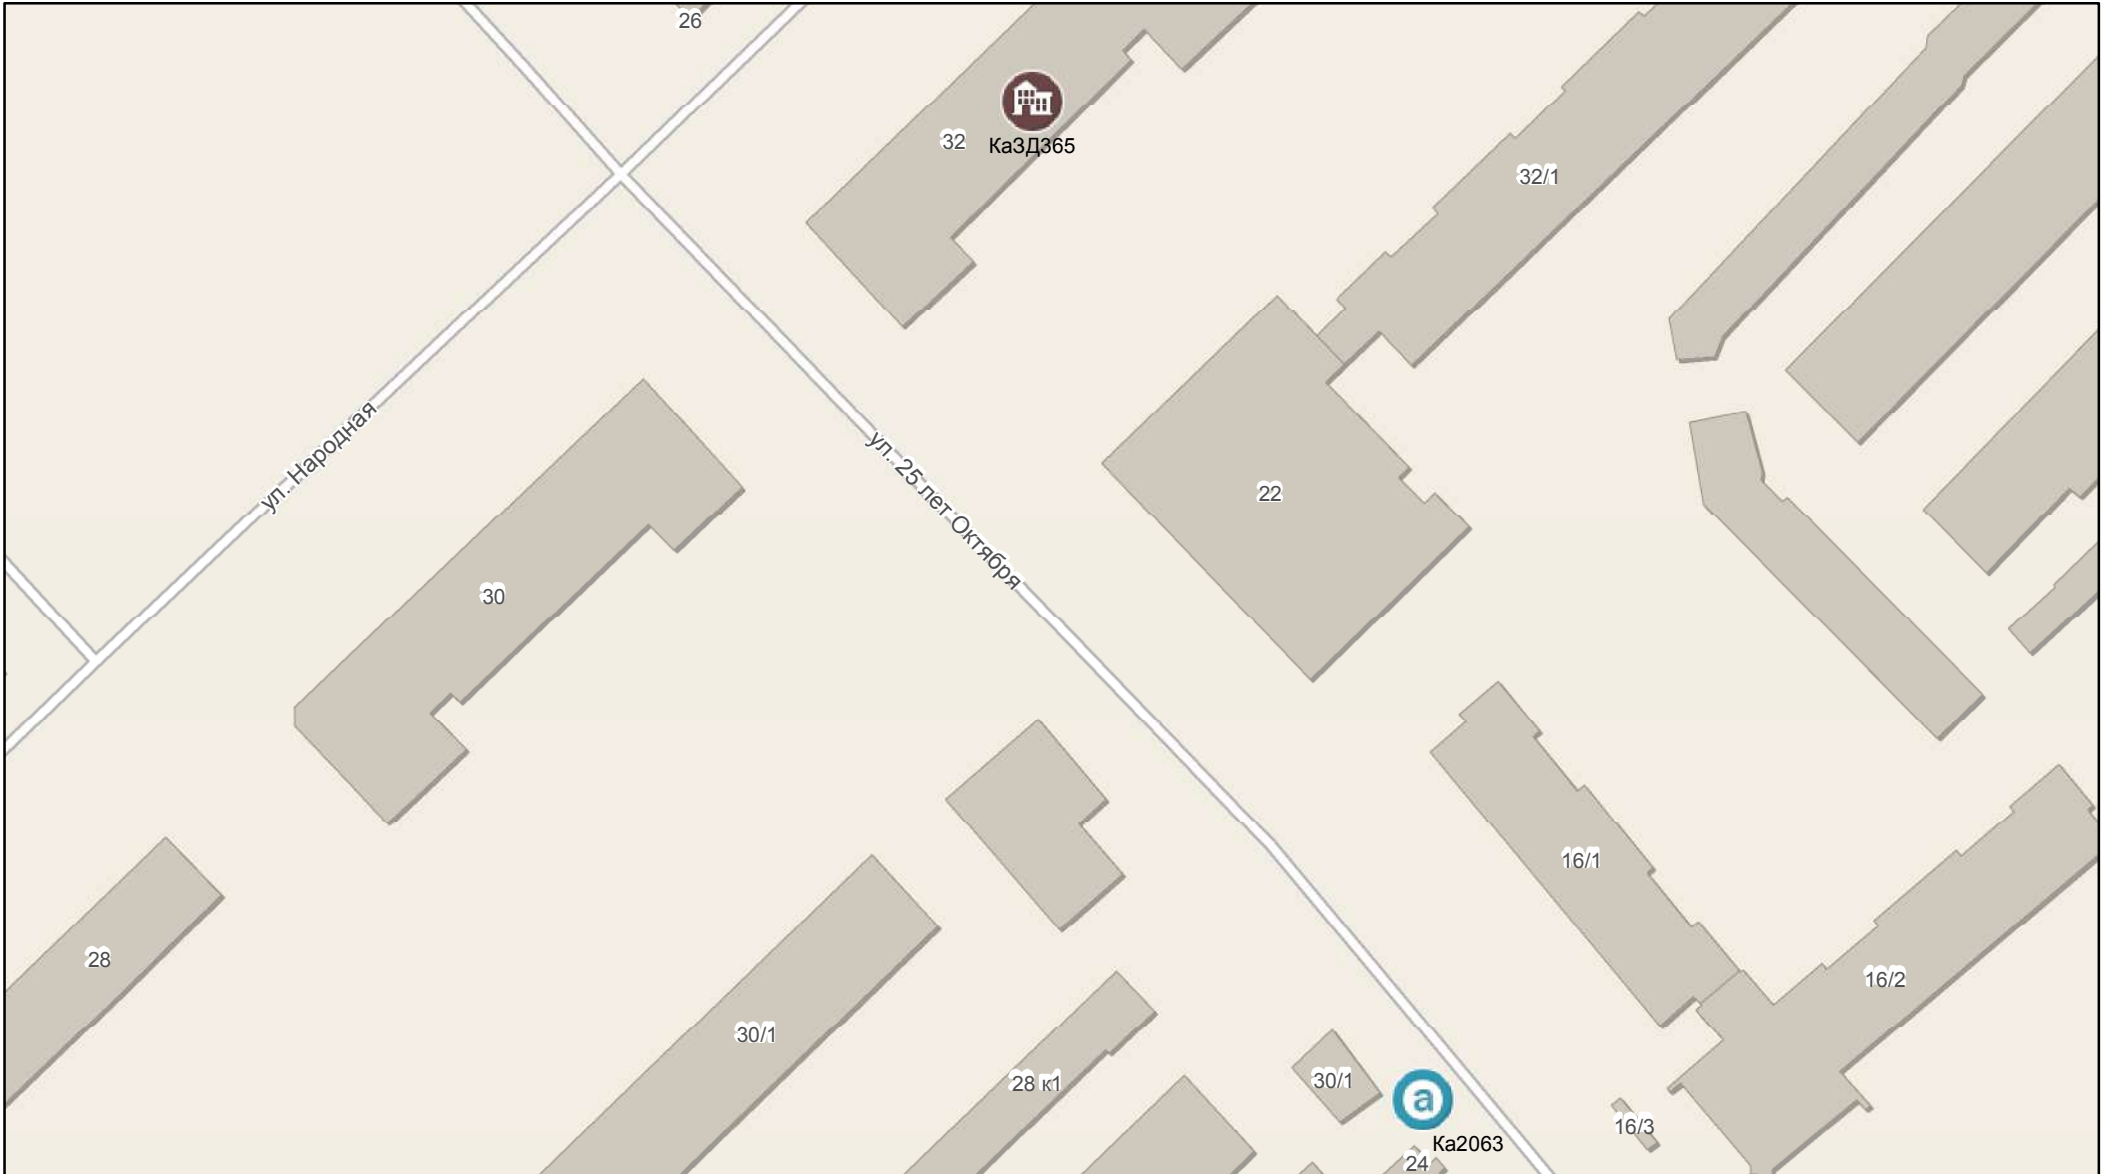 26
32
КаЗД365
32/1
ул. Народная
ул. 25 лет Октября
22
30
16/1
28
16/2
30/1
28 к1
30/1
a
16/3
Ка2063
24